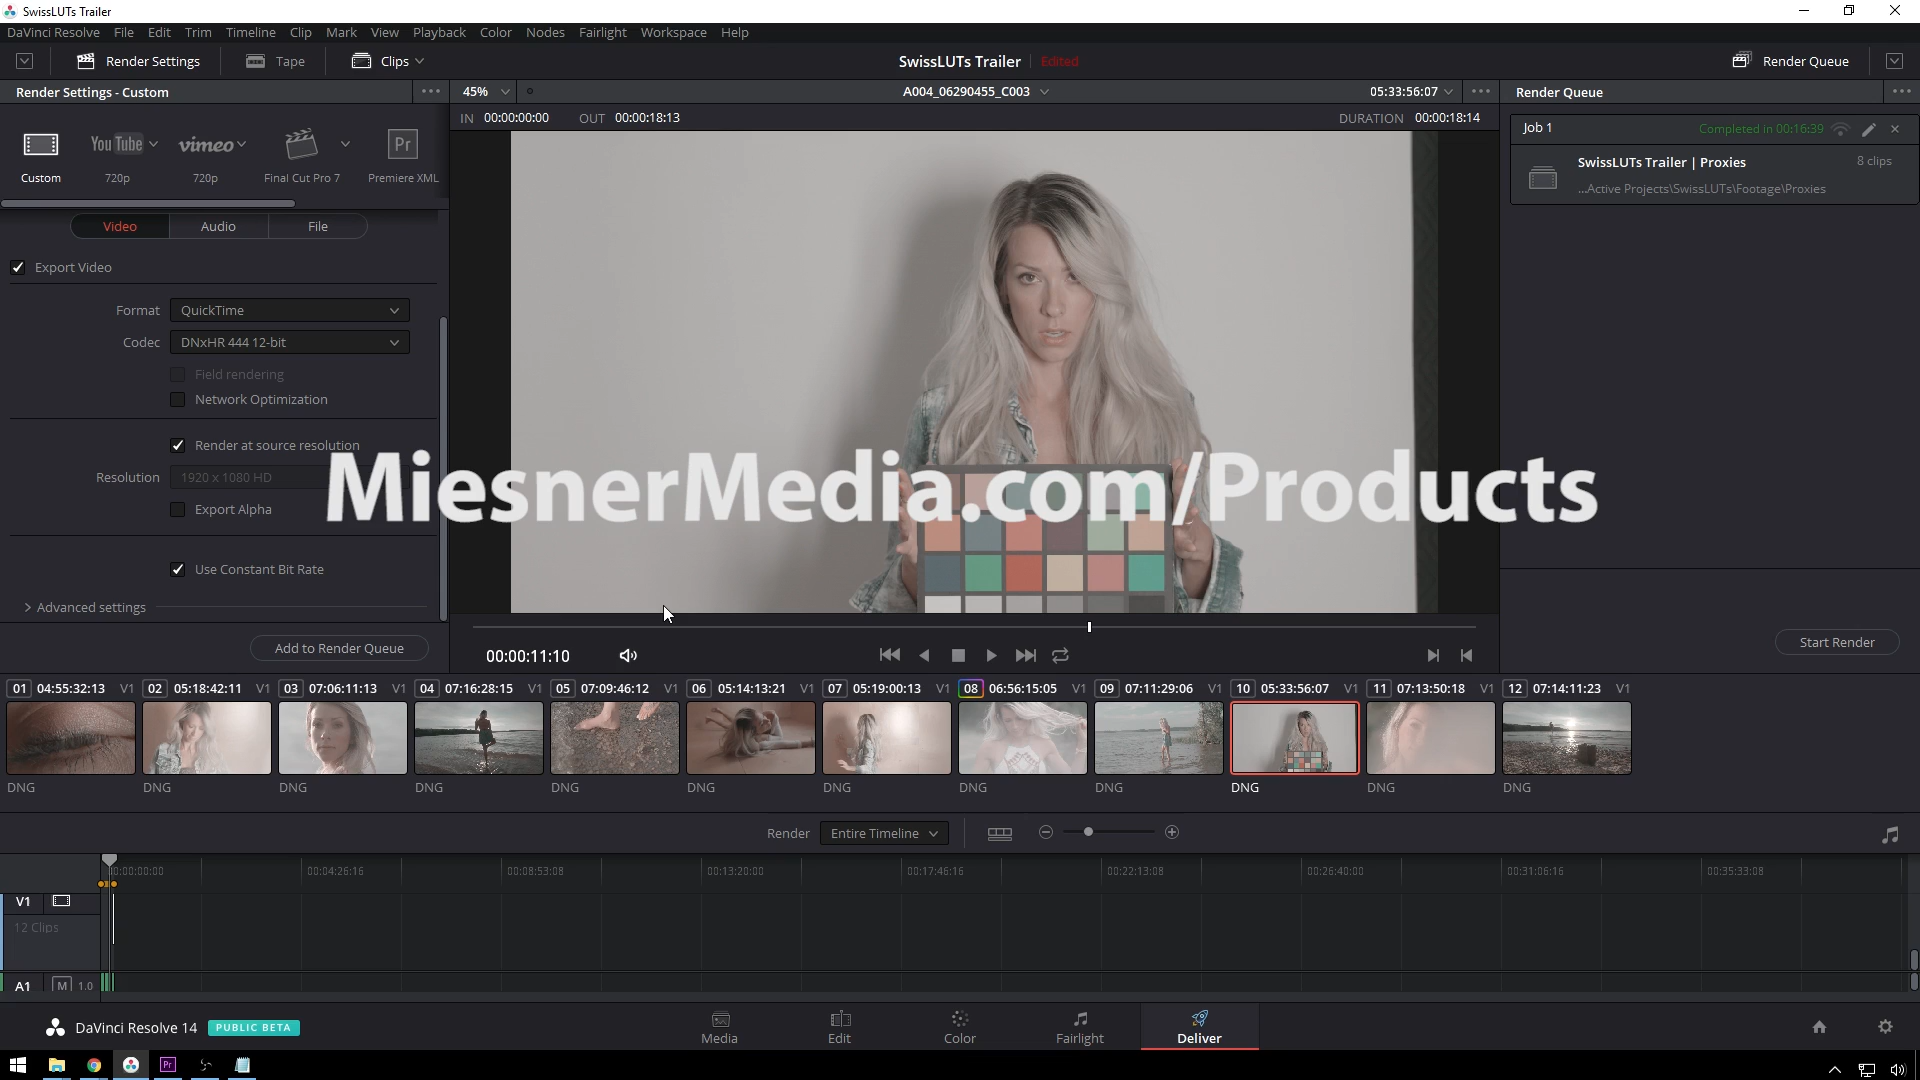 SwissLUTs Trailer
DaVinci Resolve File Edit Trim Timeline Clip Mark View Playback Color Nodes Fairlight Workspace Help
Render Settings Tape Clips SwissLUTs Trailer Edited Render Queue
Render Settings - Custom 45% A004_06290455_C003 05:33:56:07 Render Queue
IN 00:00:00:00 OUT 00:00:18:13 DURATION 00:00:18:14
Job 1 Completed in 00:16:39
YouTube vimeo Pr
SwissLUTs Trailer | Proxies 8 clips
Custom 720p 720p Final Cut Pro 7 Premiere XML
...Active Projects\SwissLUTs\Footage\Proxies
Video Audio File
Export Video
Format QuickTime
Codec DNxHR 444 12-bit
Field rendering
Network Optimization
Render at source resolution
Resolution 1920 x 1080 HD
MiesnerMedia.com/Products
Export Alpha
Use Constant Bit Rate
Advanced settings
Add to Render Queue
00:00:11:10
Start Render
01 04:55:32:13 V1 02 05:18:42:11 V1 03 07:06:11:13 V1 04 07:16:28:15 V1 05 07:09:46:12 V1 06 05:14:13:21 V1 07 05:19:00:13 V1 08 06:56:15:05 V1 09 07:11:29:06 V1 10 05:33:56:07 V1 11 07:13:50:18 V1 12 07:14:11:23 V1
DNG DNG DNG DNG DNG DNG DNG DNG DNG DNG DNG DNG
Render Entire Timeline
00:00:00:00 00:04:26:16 00:08:53:08 00:13:20:00 00:17:46:16 00:22:13:08 00:26:40:00 00:31:06:16 00:35:33:08
V1
12 Clips
A1 M 1.0
DaVinci Resolve 14 PUBLIC BETA
Media Edit Color Fairlight Deliver
Pr